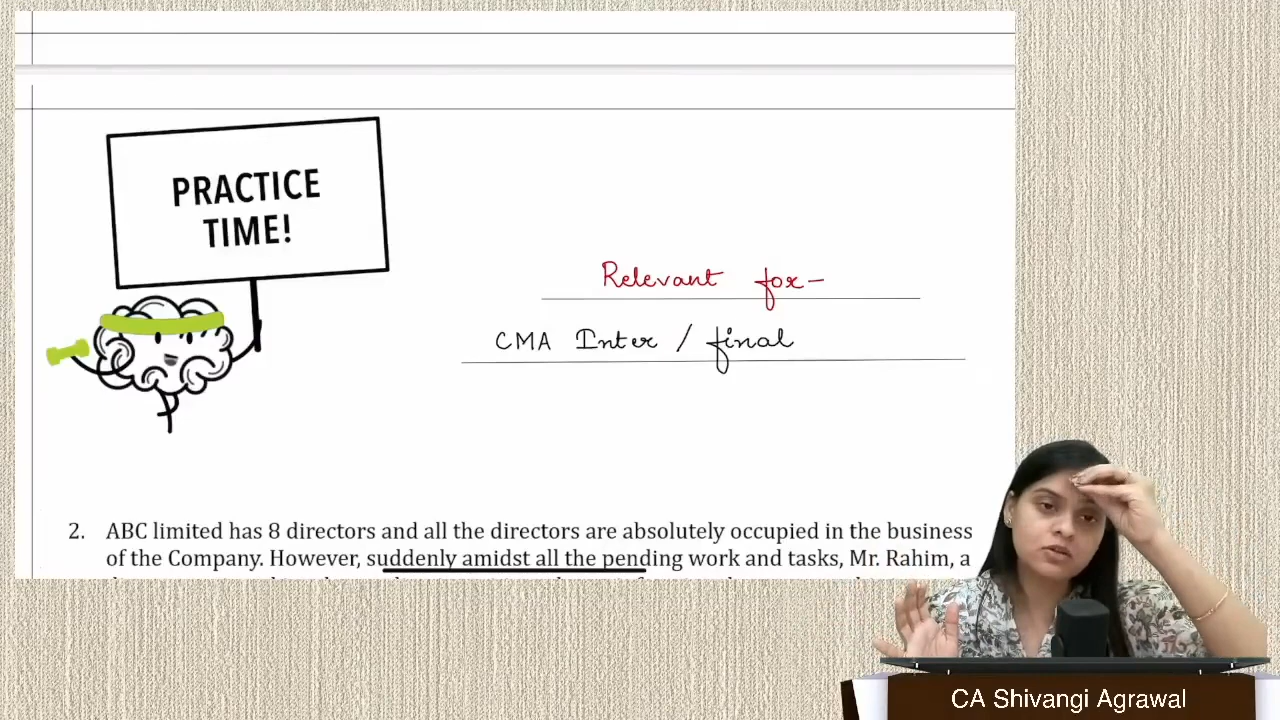 PRACTICE
TIME!
Relevant for-
CMA Inter / final
2. ABC limited has 8 directors and all the directors are absolutely occupied in the business
of the Company. However, suddenly amidst all the pending work and tasks, Mr. Rahim, a
CA Shivangi Agrawal